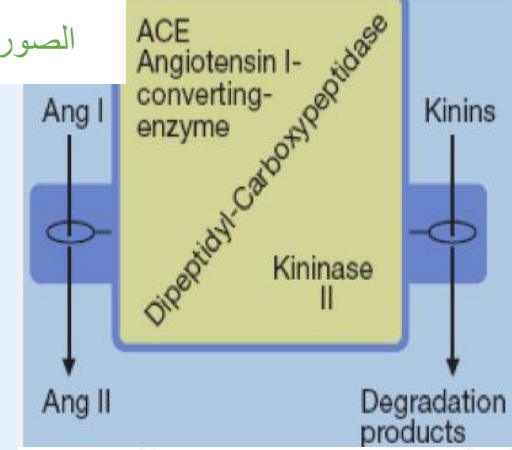 الصور
ACE
Angiotensin I-
converting-
enzyme
Dipeptidyl-Carboxypeptidase
Kininase
II
Ang I
Kinins
Ang II
Degradation
products